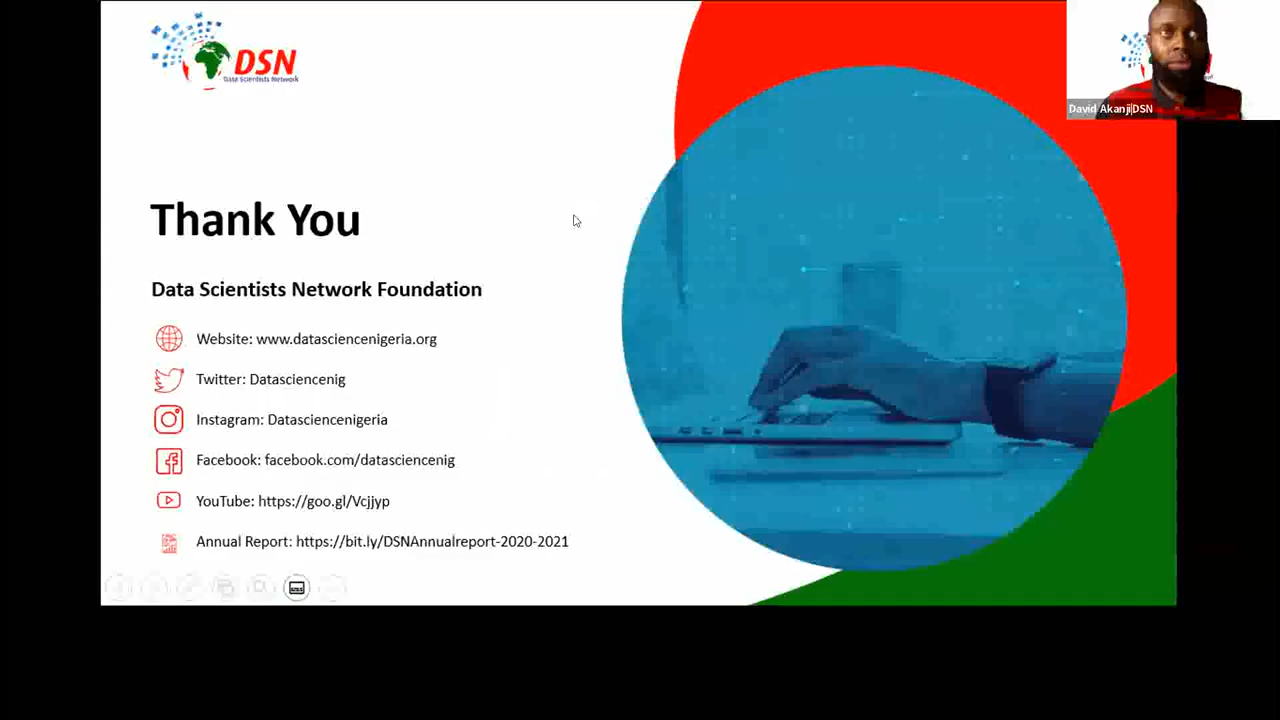 DSN
Data Scientists Network
David Akanji|DSN
Thank You
Data Scientists Network Foundation
Website: www.datasciencenigeria.org
Twitter: Datasciencenig
Instagram: Datasciencenigeria
Facebook: facebook.com/datasciencenig
YouTube: https://goo.gl/Vcjjyp
Annual Report: https://bit.ly/DSNAnnualreport-2020-2021